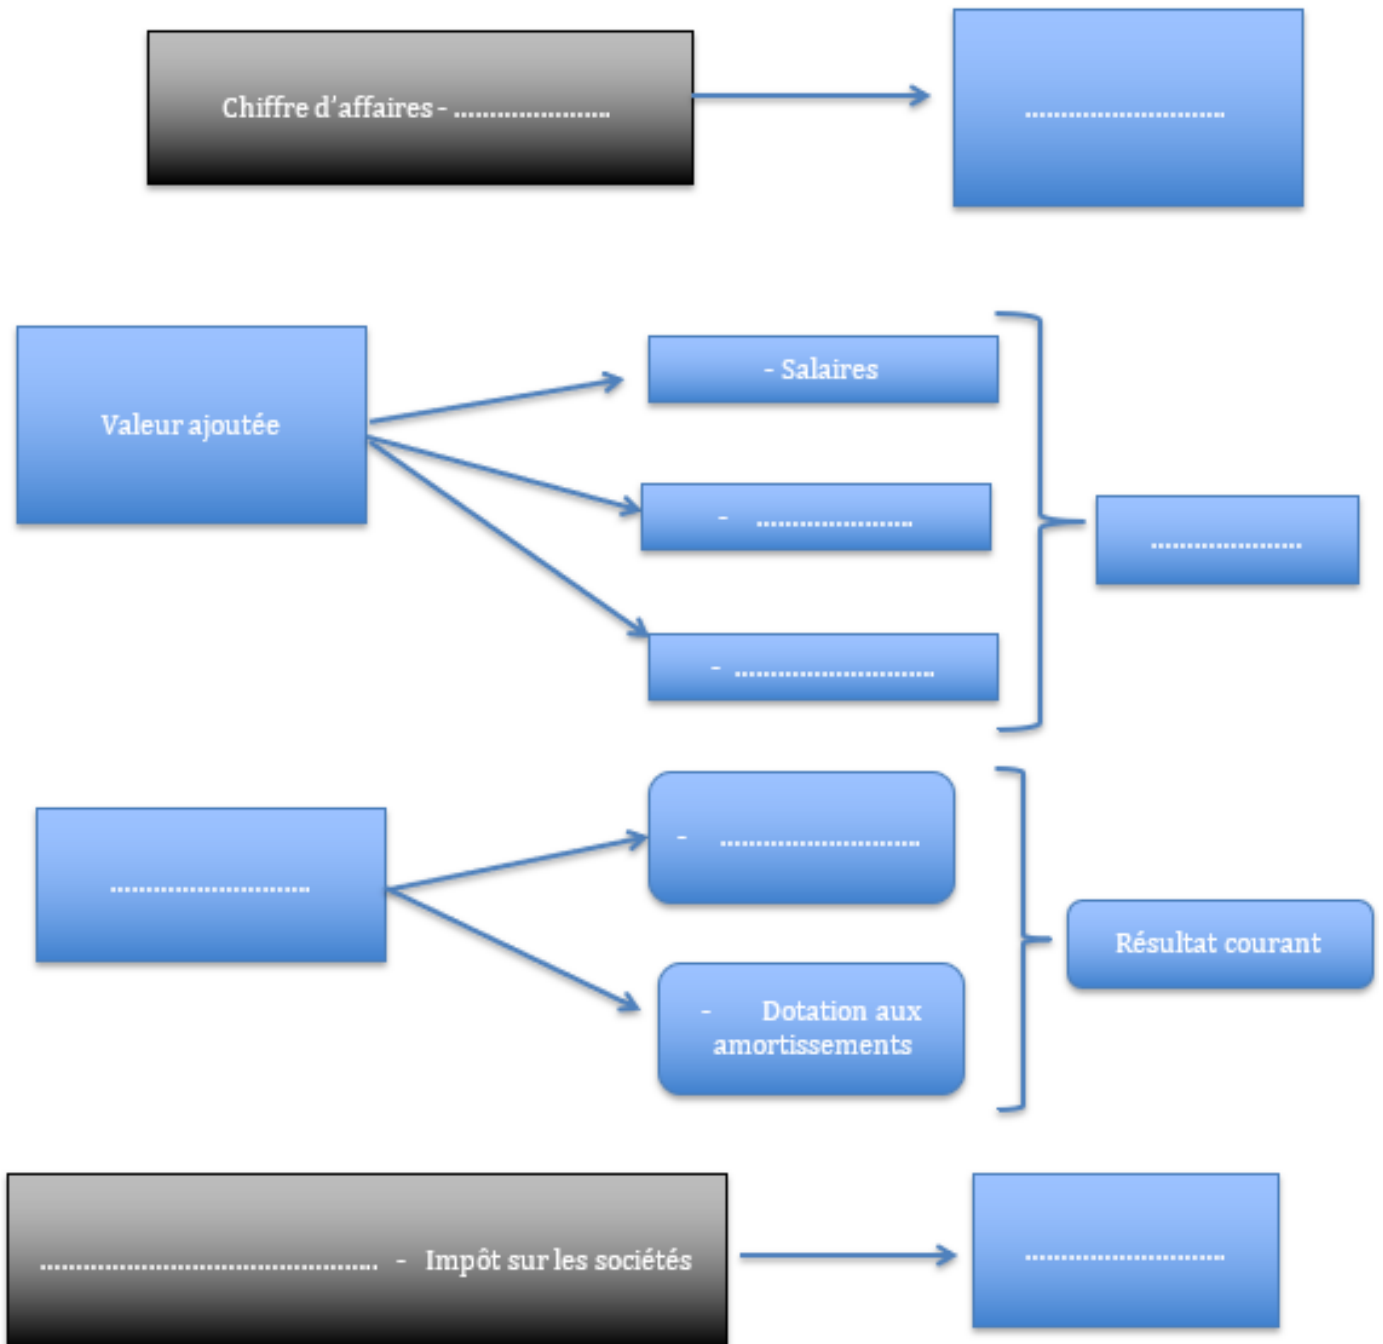 Chiffre d'affaires - ......................
............................
Valeur ajoutée
- Salaires
- ......................
- ............................
.....................
............................
- ............................
- Dotation aux
amortissements
Résultat courant
............................................... - Impôt sur les sociétés
............................